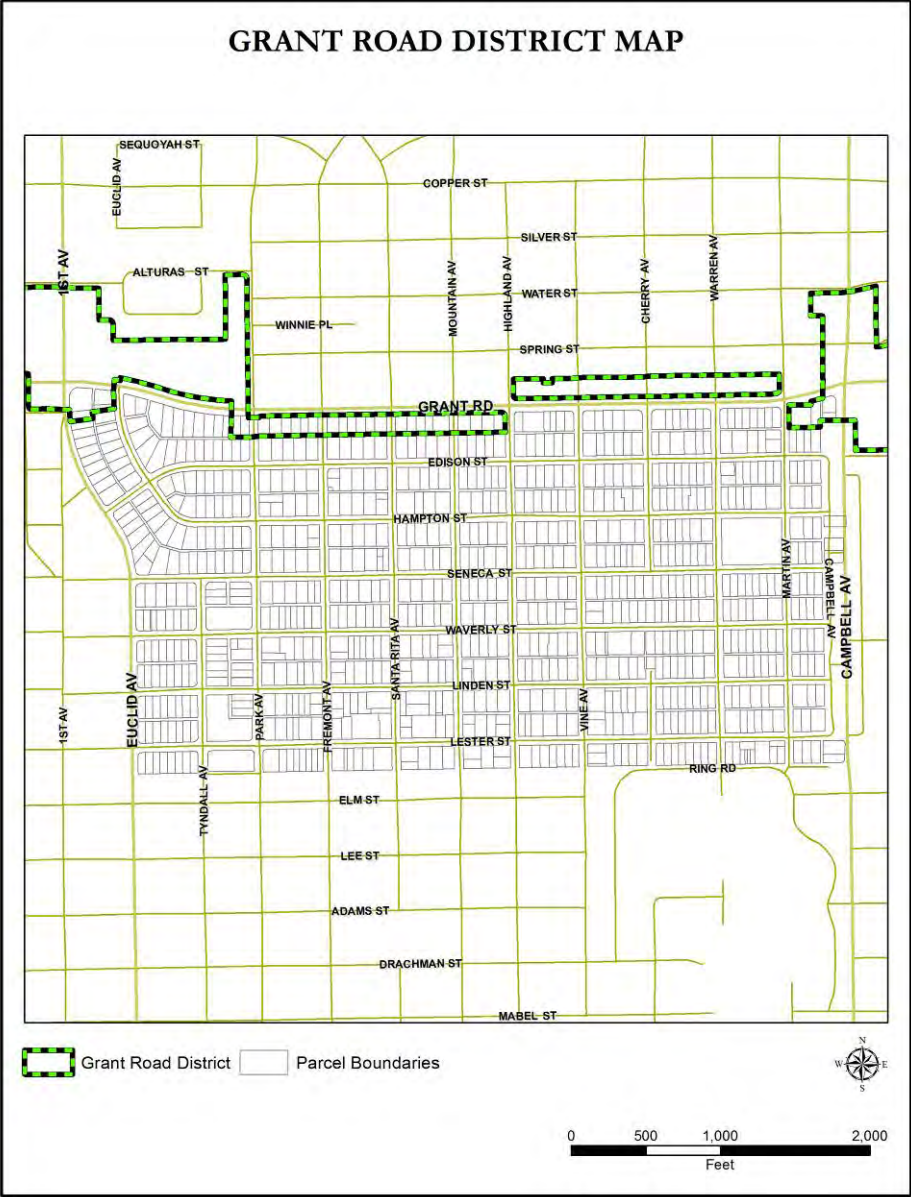 GRANT ROAD DISTRICT MAP
SEQUOYAH ST
EUCLID AV
COPPER ST
SILVER ST
1ST AV
ALTURAS ST
MOUNTAIN AV
HIGHLAND AV
CHERRY AV
WARREN AV
WATER ST
WINNIE PL
SPRING ST
GRANT RD
EDISON ST
HAMPTON ST
SENECA ST
MARTIN AV
CAMPBELL AV
CAMPBELL AV
WAVERLY ST
SANTA RITA AV
LINDEN ST
1ST AV
EUCLID AV
PARK AV
FREMONT AV
VINE AV
LESTER ST
RING RD
TYNDALL AV
ELM ST
LEE ST
ADAMS ST
DRACHMAN ST
MABEL ST
Grant Road District
Parcel Boundaries
N
W
E
S
0 500 1,000 2,000
Feet